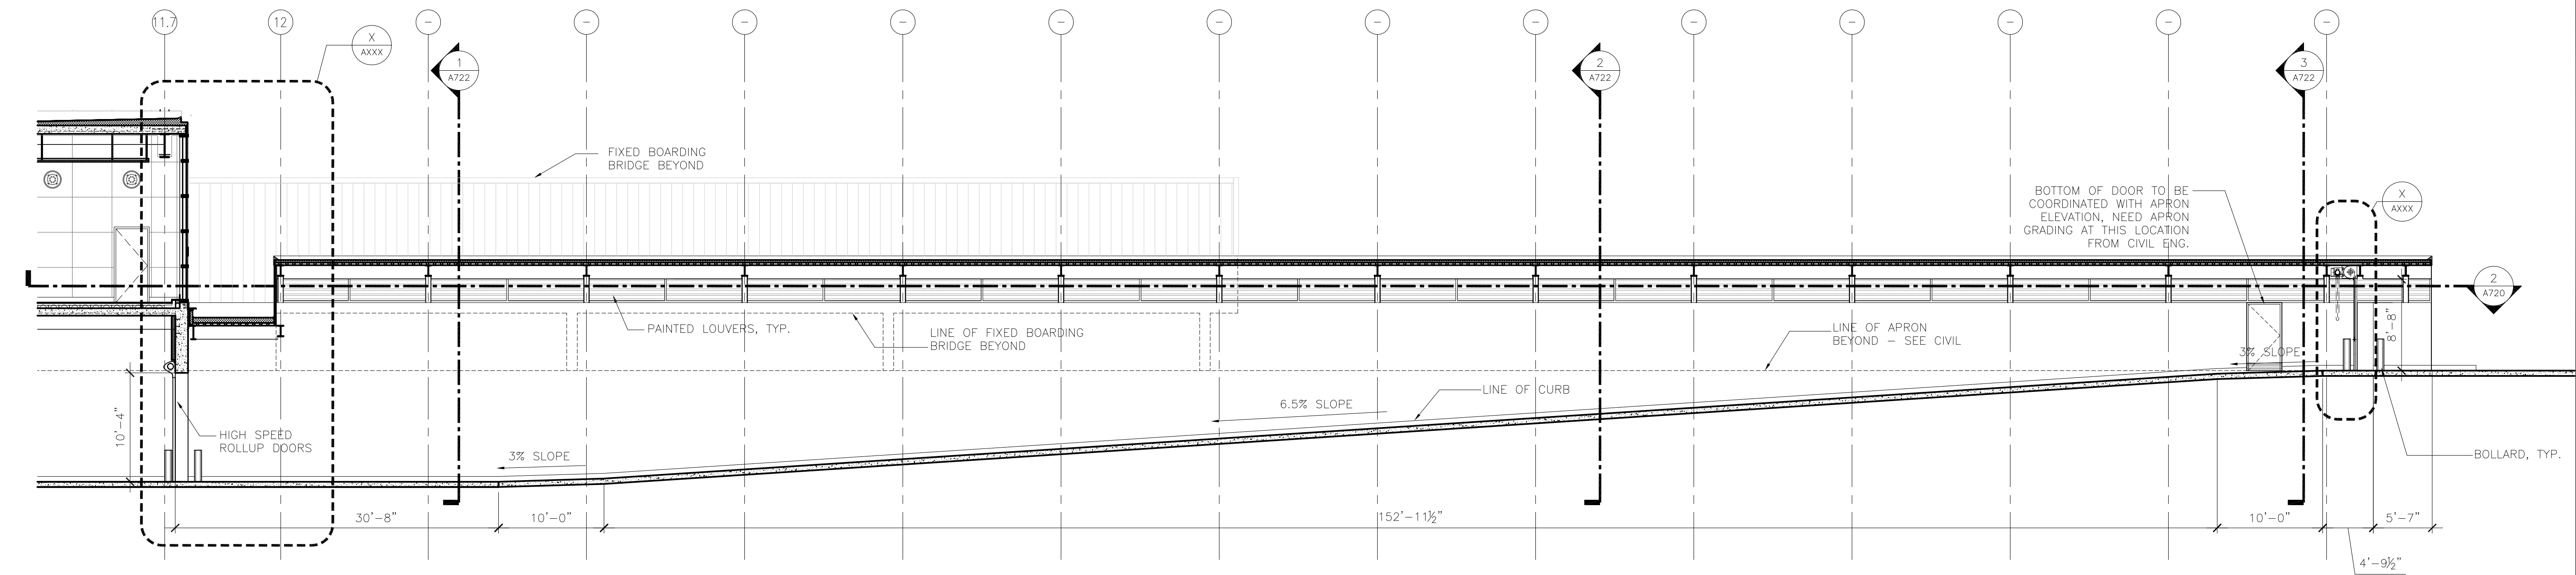 11.7
12
-
-
-
-
-
-
-
-
-
-
-
-
-
X
AXXX
1
A722
2
A722
3
A722
FIXED BOARDING
BRIDGE BEYOND
BOTTOM OF DOOR TO BE
COORDINATED WITH APRON
ELEVATION, NEED APRON
GRADING AT THIS LOCATION
FROM CIVIL ENG.
X
AXXX
2
A720
PAINTED LOUVERS, TYP.
LINE OF FIXED BOARDING
BRIDGE BEYOND
LINE OF APRON
BEYOND – SEE CIVIL
8'-8"
3% SLOPE
LINE OF CURB
6.5% SLOPE
10'-4"
HIGH SPEED
ROLLUP DOORS
3% SLOPE
BOLLARD, TYP.
30'-8"
10'-0"
152'-11½"
10'-0"
5'-7"
4'-9½"